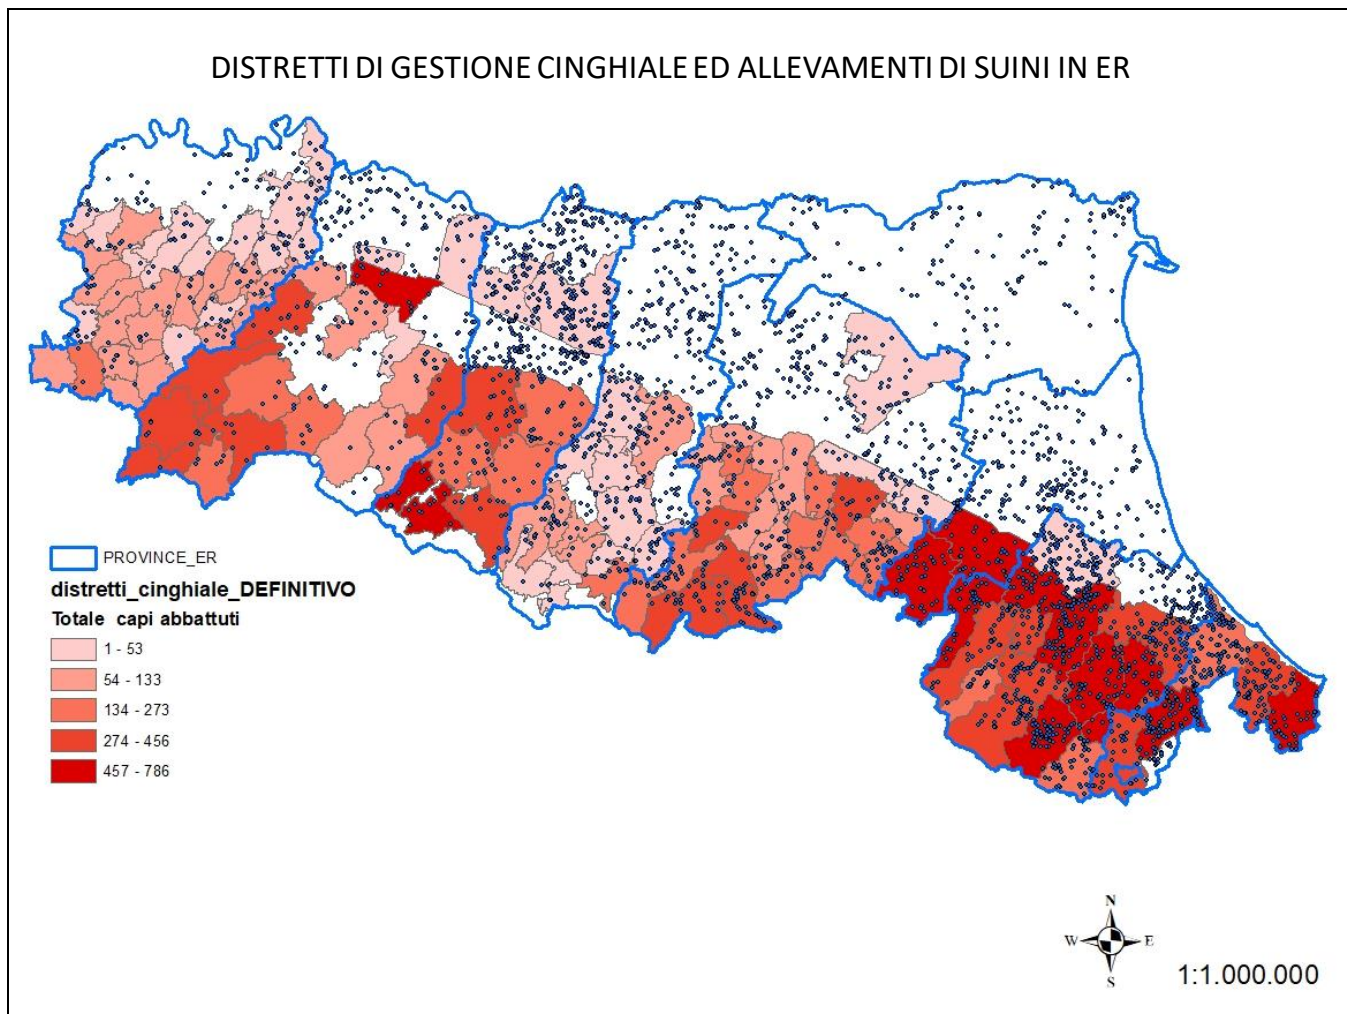 DISTRETTI DI GESTIONE CINGHIALE ED ALLEVAMENTI DI SUINI IN ER
PROVINCE_ER
distretti_cinghiale_DEFINITIVO
Totale capi abbattuti
1 - 53
54 - 133
134 - 273
274 - 456
457 - 786
N
W E
S
1:1.000.000